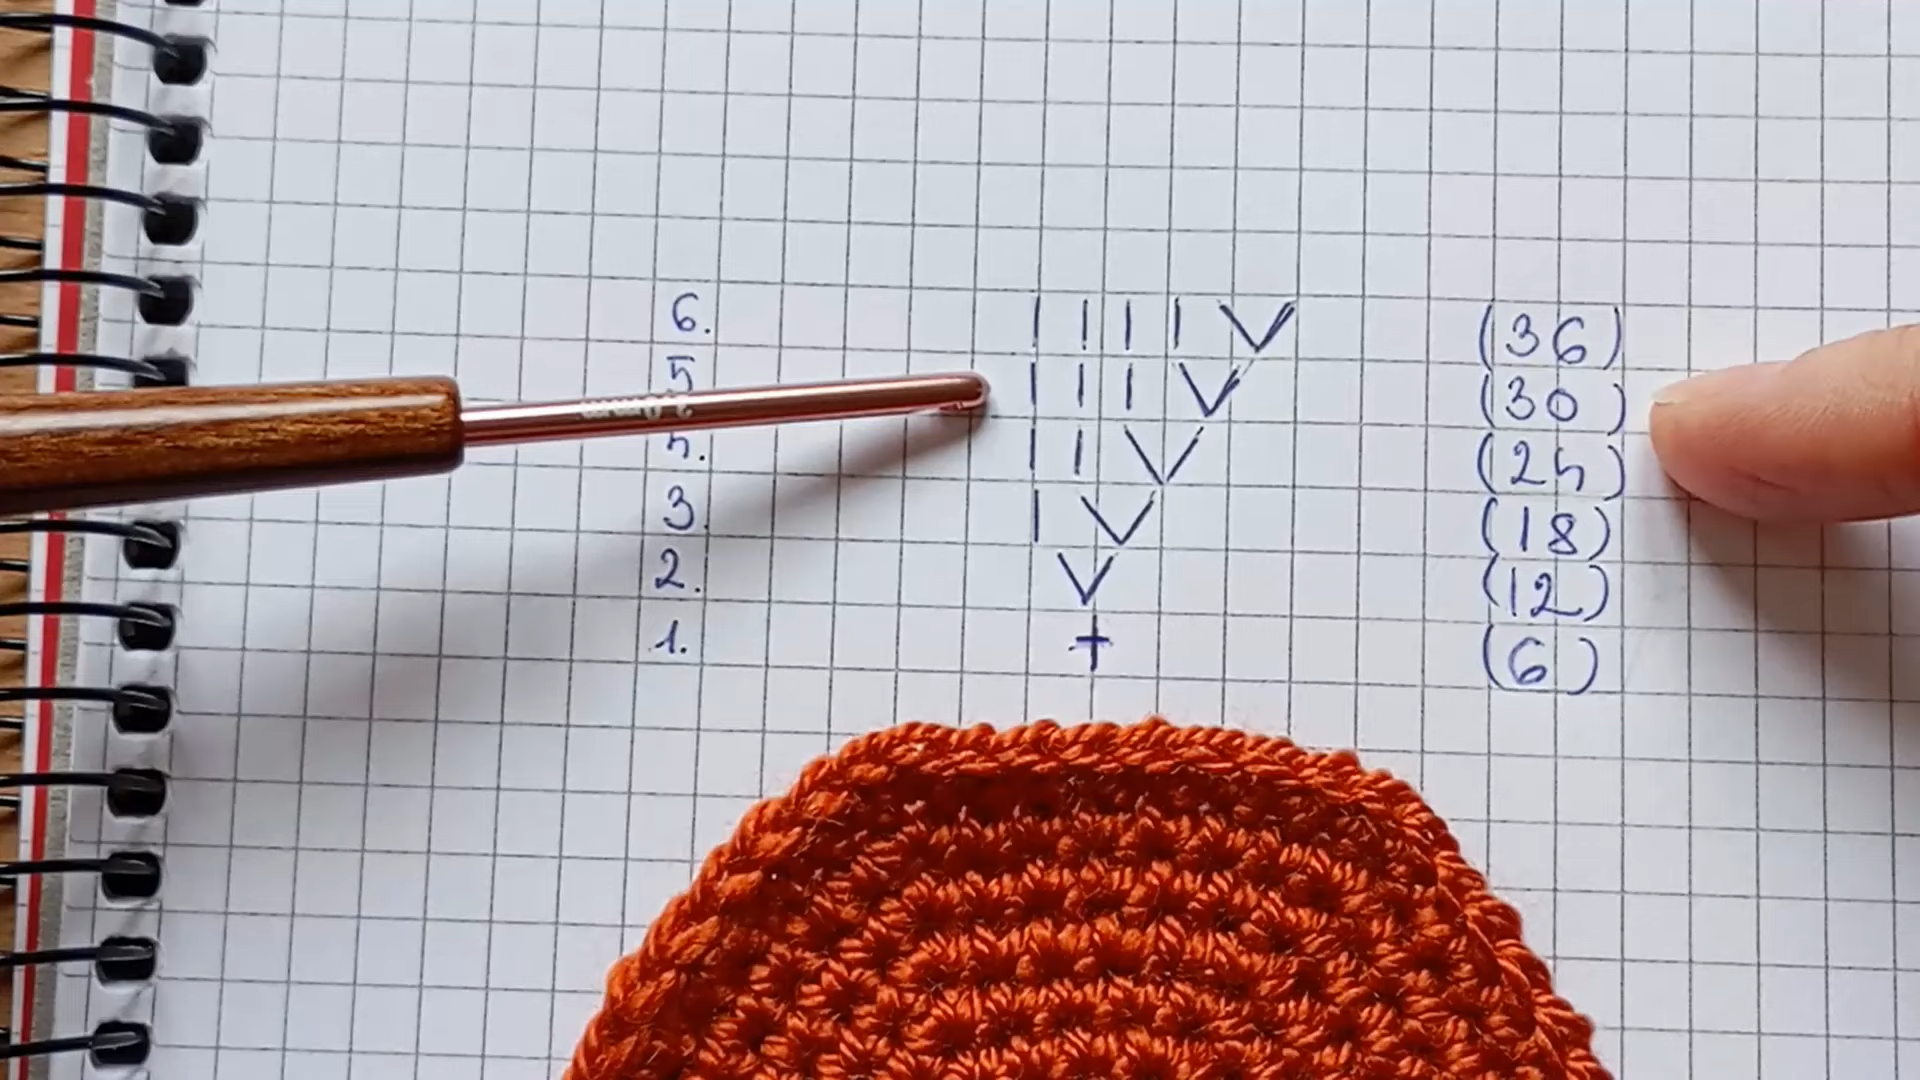 6. | | | | V (36)
5 | | | V (30)
4. | | V (24)
3. | V (18)
2. V (12)
1. + (6)